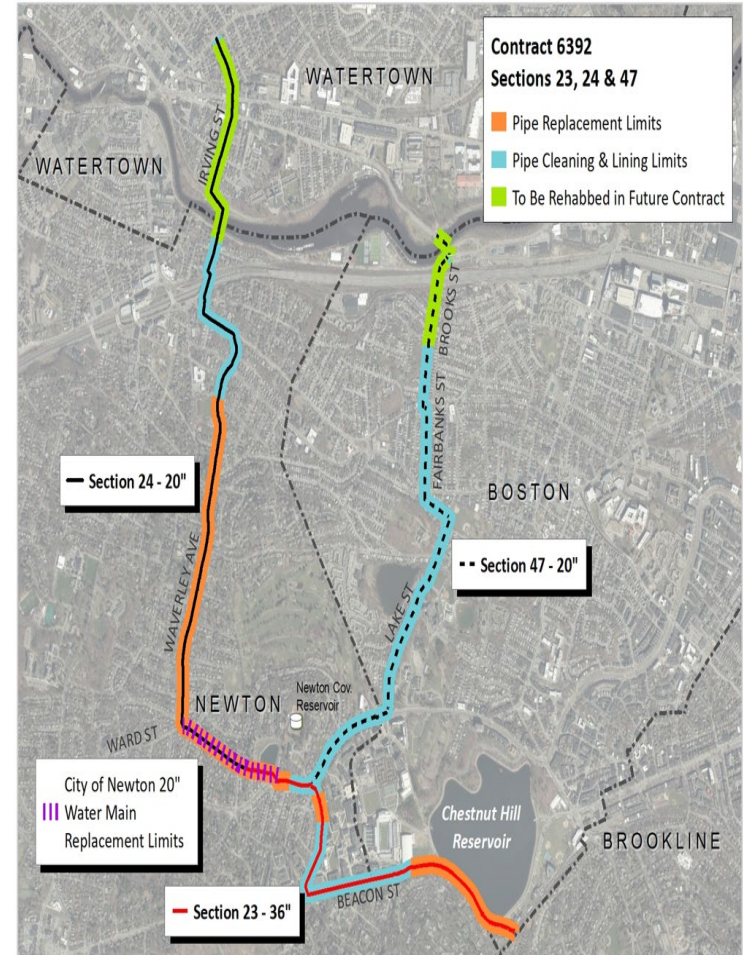 Contract 6392
Sections 23, 24 & 47
Pipe Replacement Limits
Pipe Cleaning & Lining Limits
To Be Rehabbed in Future Contract
WATERTOWN
WATERTOWN
IRVING ST
BROOKS ST
FAIRBANKS ST
Section 24 - 20"
BOSTON
Section 47 - 20"
WAVERLEY AVE
LAKE ST
NEWTON
Newton Cov.
Reservoir
WARD ST
City of Newton 20"
Water Main
Replacement Limits
Chestnut Hill
Reservoir
BROOKLINE
BEACON ST
Section 23 - 36"